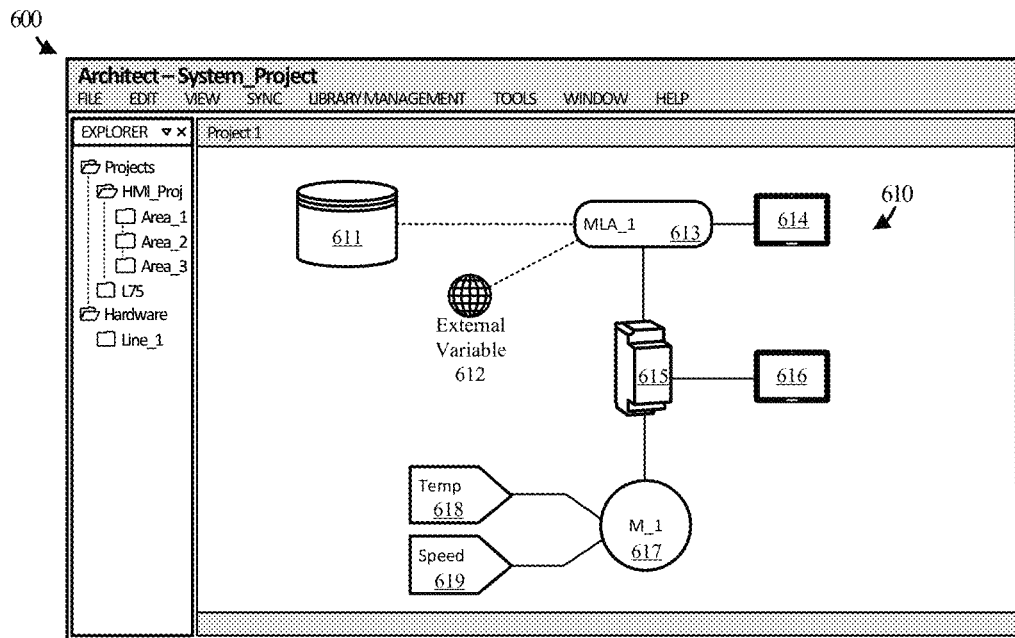 600
Architect – System_Project
FILE EDIT VIEW SYNC LIBRARY MANAGEMENT TOOLS WINDOW HELP
EXPLORER
Projects
HMI_Proj
Area_1
Area_2
Area_3
L75
Hardware
Line_1
Project 1
610
611
MLA_1
613
614
External
Variable
612
615
616
Temp
618
M_1
617
Speed
619